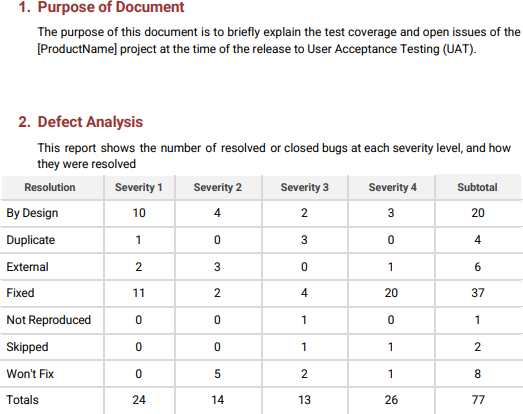 1. Purpose of Document
The purpose of this document is to briefly explain the test coverage and open issues of the
[ProductName] project at the time of the release to User Acceptance Testing (UAT).
2. Defect Analysis
This report shows the number of resolved or closed bugs at each severity level, and how
they were resolved
Resolution Severity 1 Severity 2 Severity 3 Severity 4 Subtotal
By Design 10 4 2 3 20
Duplicate 1 0 3 0 4
External 2 3 0 1 6
Fixed 11 2 4 20 37
Not Reproduced 0 0 1 0 1
Skipped 0 0 1 1 2
Won't Fix 0 5 2 1 8
Totals 24 14 13 26 77